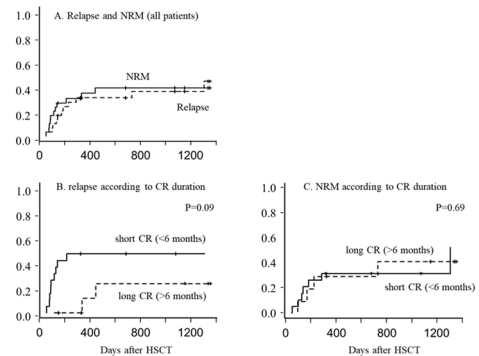 A. Relapse and NRM (all patients)
1.0
0.8
0.6
0.4
0.2
0.0
NRM
Relapse
0 400 800 1200
B. relapse according to CR duration
P=0.09
1.0
0.8
0.6
0.4
0.2
0.0
short CR (<6 months)
long CR (>6 months)
0 400 800 1200
Days after HSCT
C. NRM according to CR duration
P=0.69
1.0
0.8
0.6
0.4
0.2
0.0
long CR (>6 months)
short CR (<6 months)
0 400 800 1200
Days after HSCT